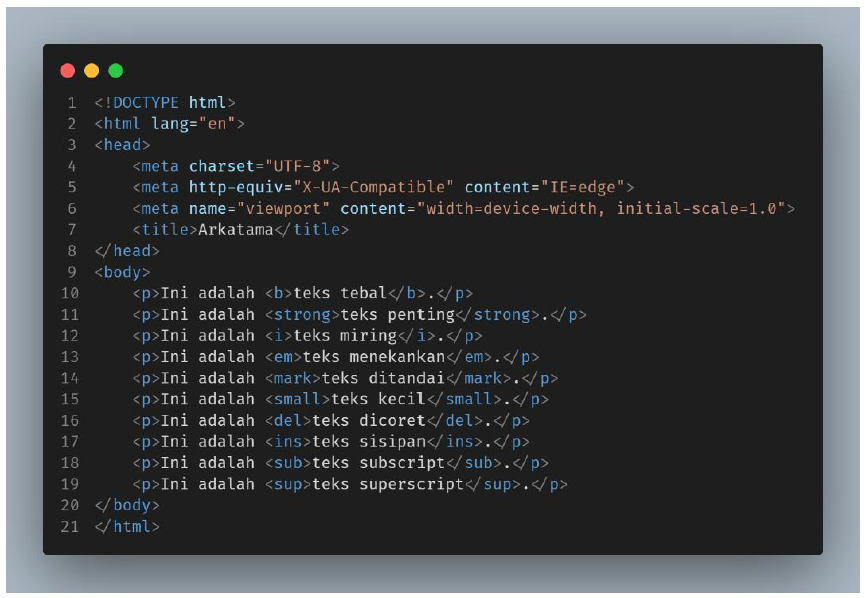 1 <!DOCTYPE html>
2 <html lang="en">
3 <head>
4     <meta charset="UTF-8">
5     <meta http-equiv="X-UA-Compatible" content="IE=edge">
6     <meta name="viewport" content="width=device-width, initial-scale=1.0">
7     <title>Arkatama</title>
8 </head>
9 <body>
10     <p>Ini adalah <b>teks tebal</b>.</p>
11     <p>Ini adalah <strong>teks penting</strong>.</p>
12     <p>Ini adalah <i>teks miring</i>.</p>
13     <p>Ini adalah <em>teks menekankan</em>.</p>
14     <p>Ini adalah <mark>teks ditandai</mark>.</p>
15     <p>Ini adalah <small>teks kecil</small>.</p>
16     <p>Ini adalah <del>teks dicoret</del>.</p>
17     <p>Ini adalah <ins>teks sisipan</ins>.</p>
18     <p>Ini adalah <sub>teks subscript</sub>.</p>
19     <p>Ini adalah <sup>teks superscript</sup>.</p>
20 </body>
21 </html>